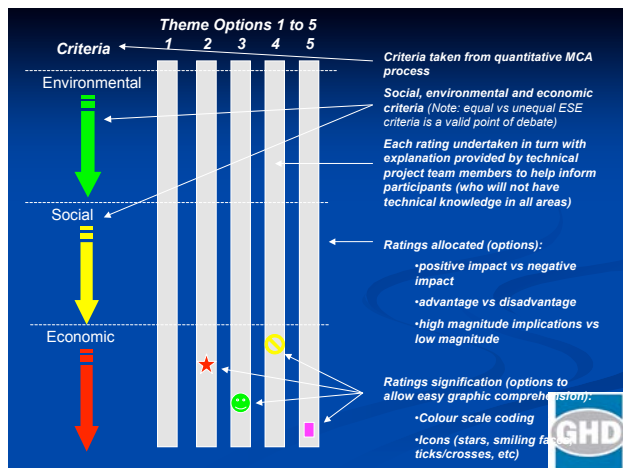 Theme Options 1 to 5
Criteria
1 2 3 4 5
Environmental
Social
Economic
Criteria taken from quantitative MCA
process
Social, environmental and economic
criteria (Note: equal vs unequal ESE
criteria is a valid point of debate)
Each rating undertaken in turn with
explanation provided by technical
project team members to help inform
participants (who will not have
technical knowledge in all areas)
Ratings allocated (options):
•positive impact vs negative
impact
•advantage vs disadvantage
•high magnitude implications vs
low magnitude
Ratings signification (options to
allow easy graphic comprehension):
•Colour scale coding
•Icons (stars, smiling faces,
ticks/crosses, etc)
GHD